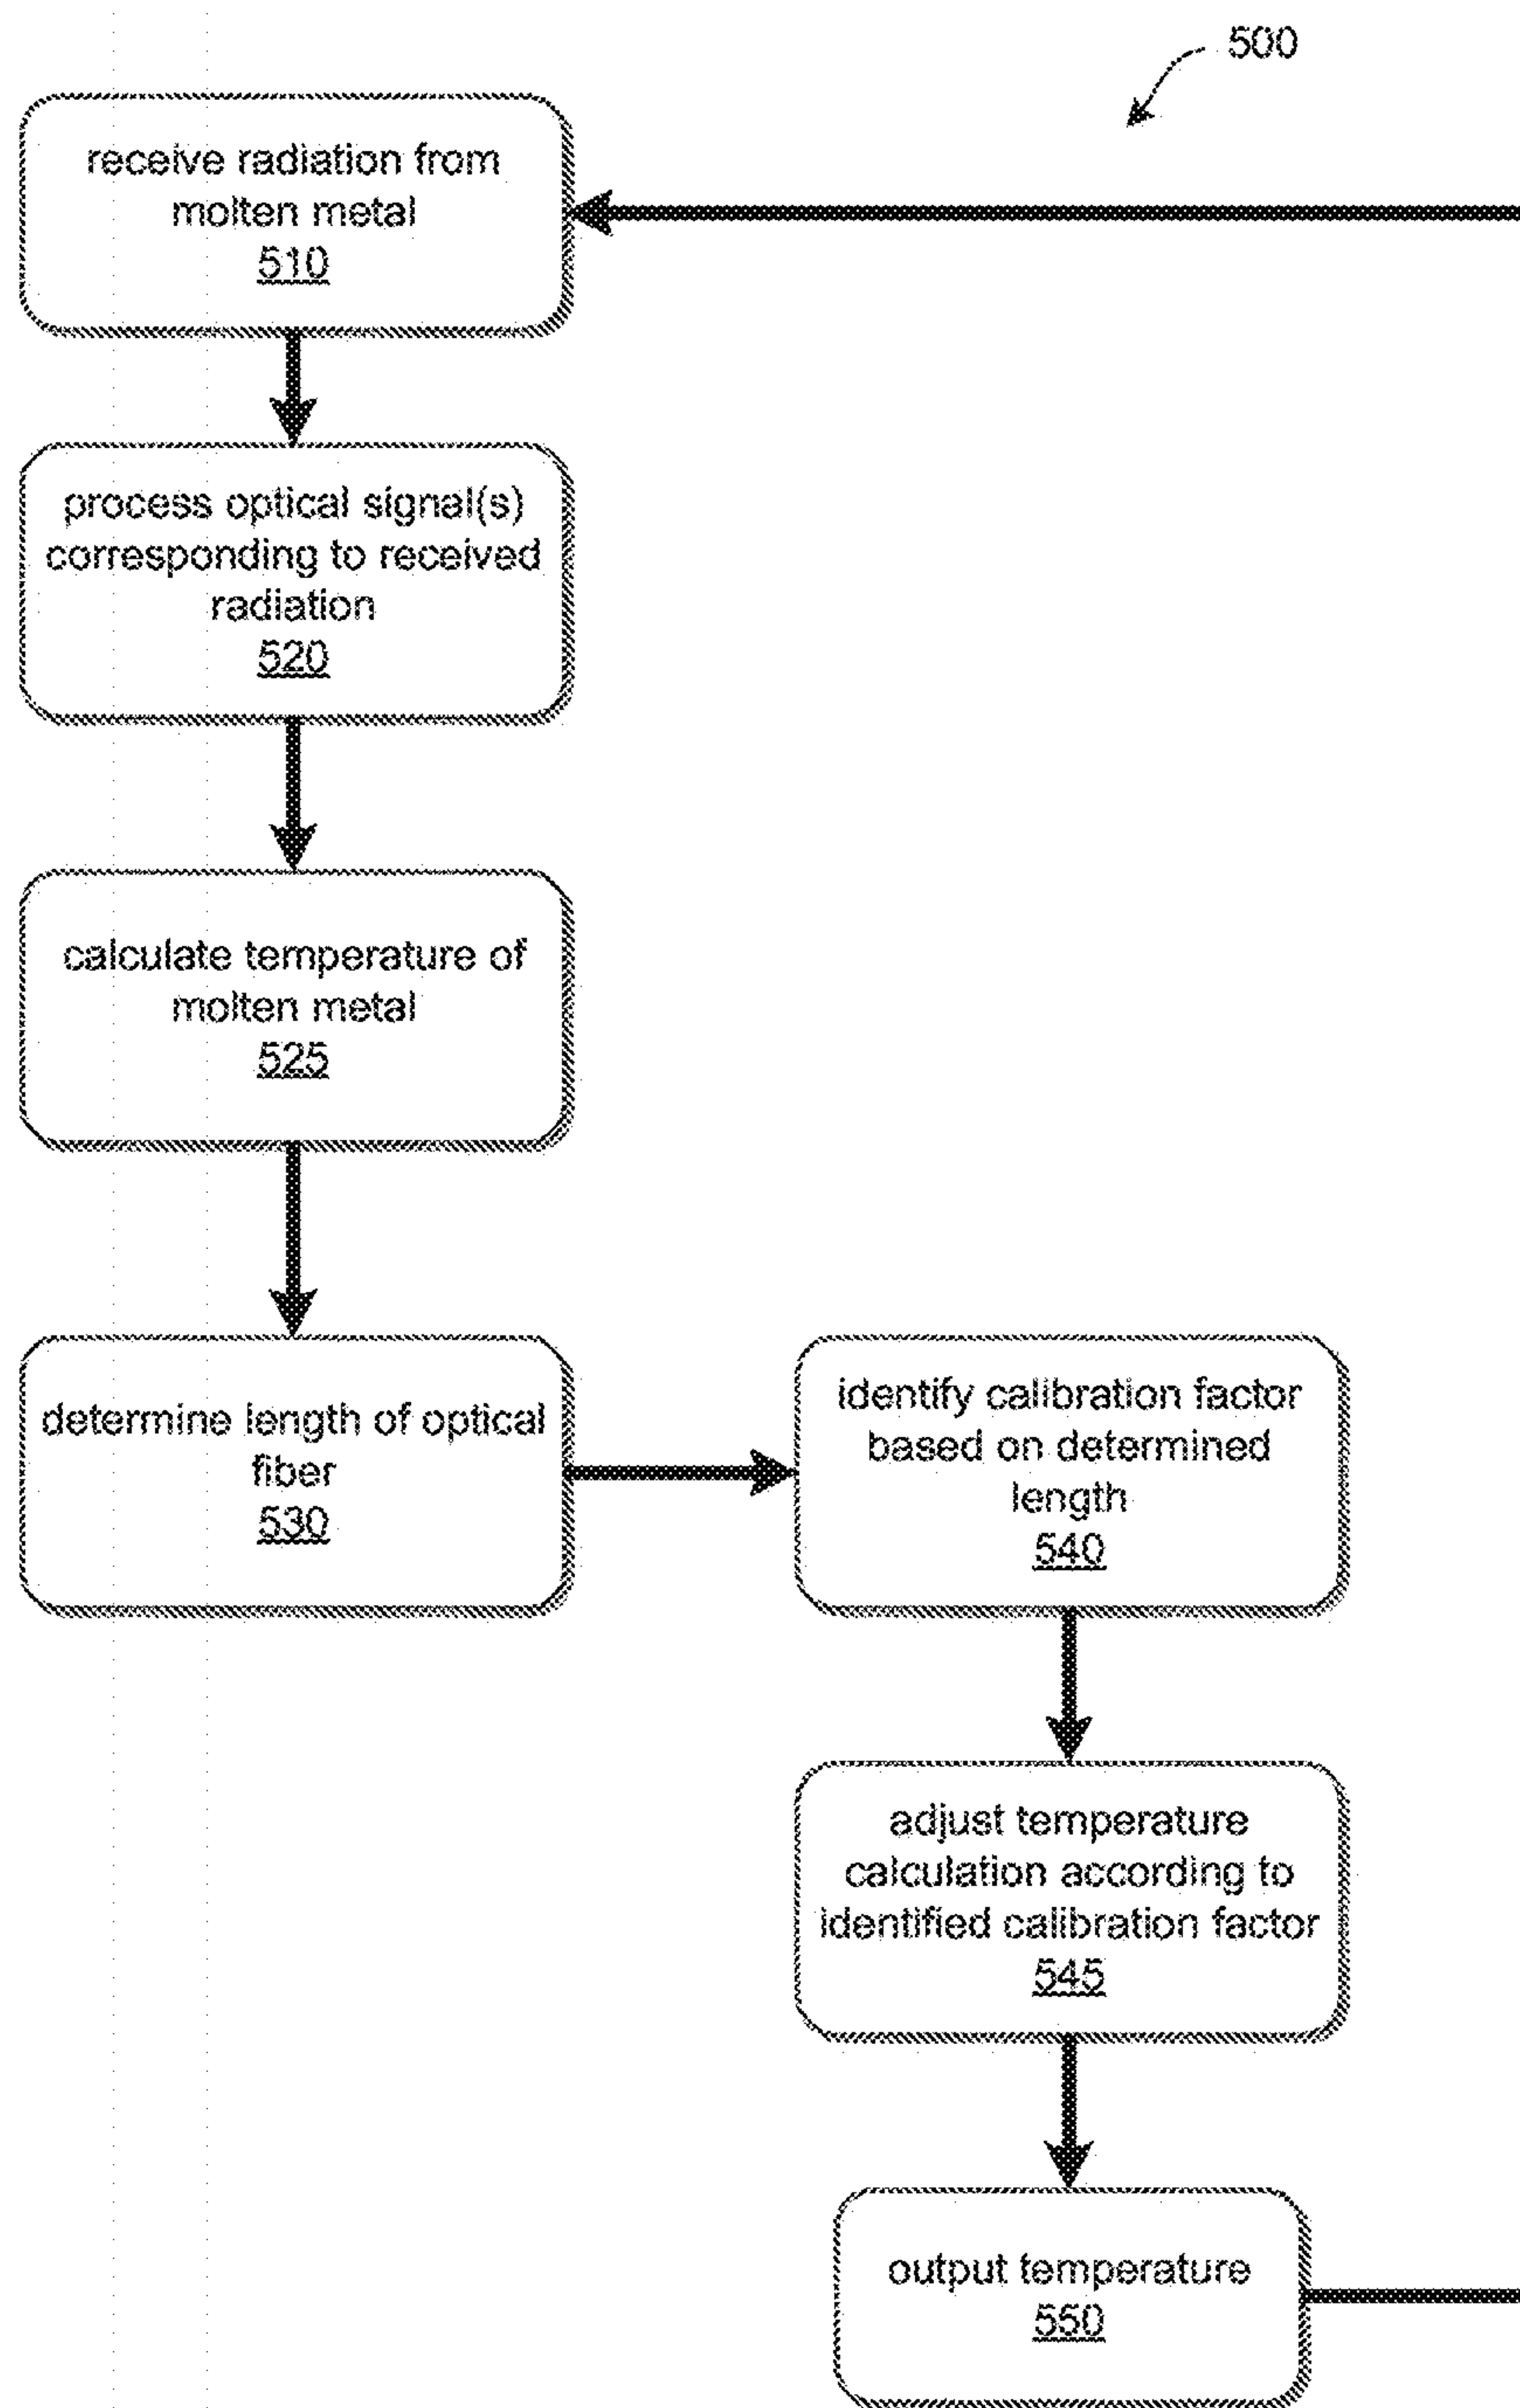 500
receive radiation from
molten metal
510
process optical signal(s)
corresponding to received
radiation
520
calculate temperature of
molten metal
525
determine length of optical
fiber
530
identify calibration factor
based on determined
length
540
adjust temperature
calculation according to
identified calibration factor
545
output temperature
550